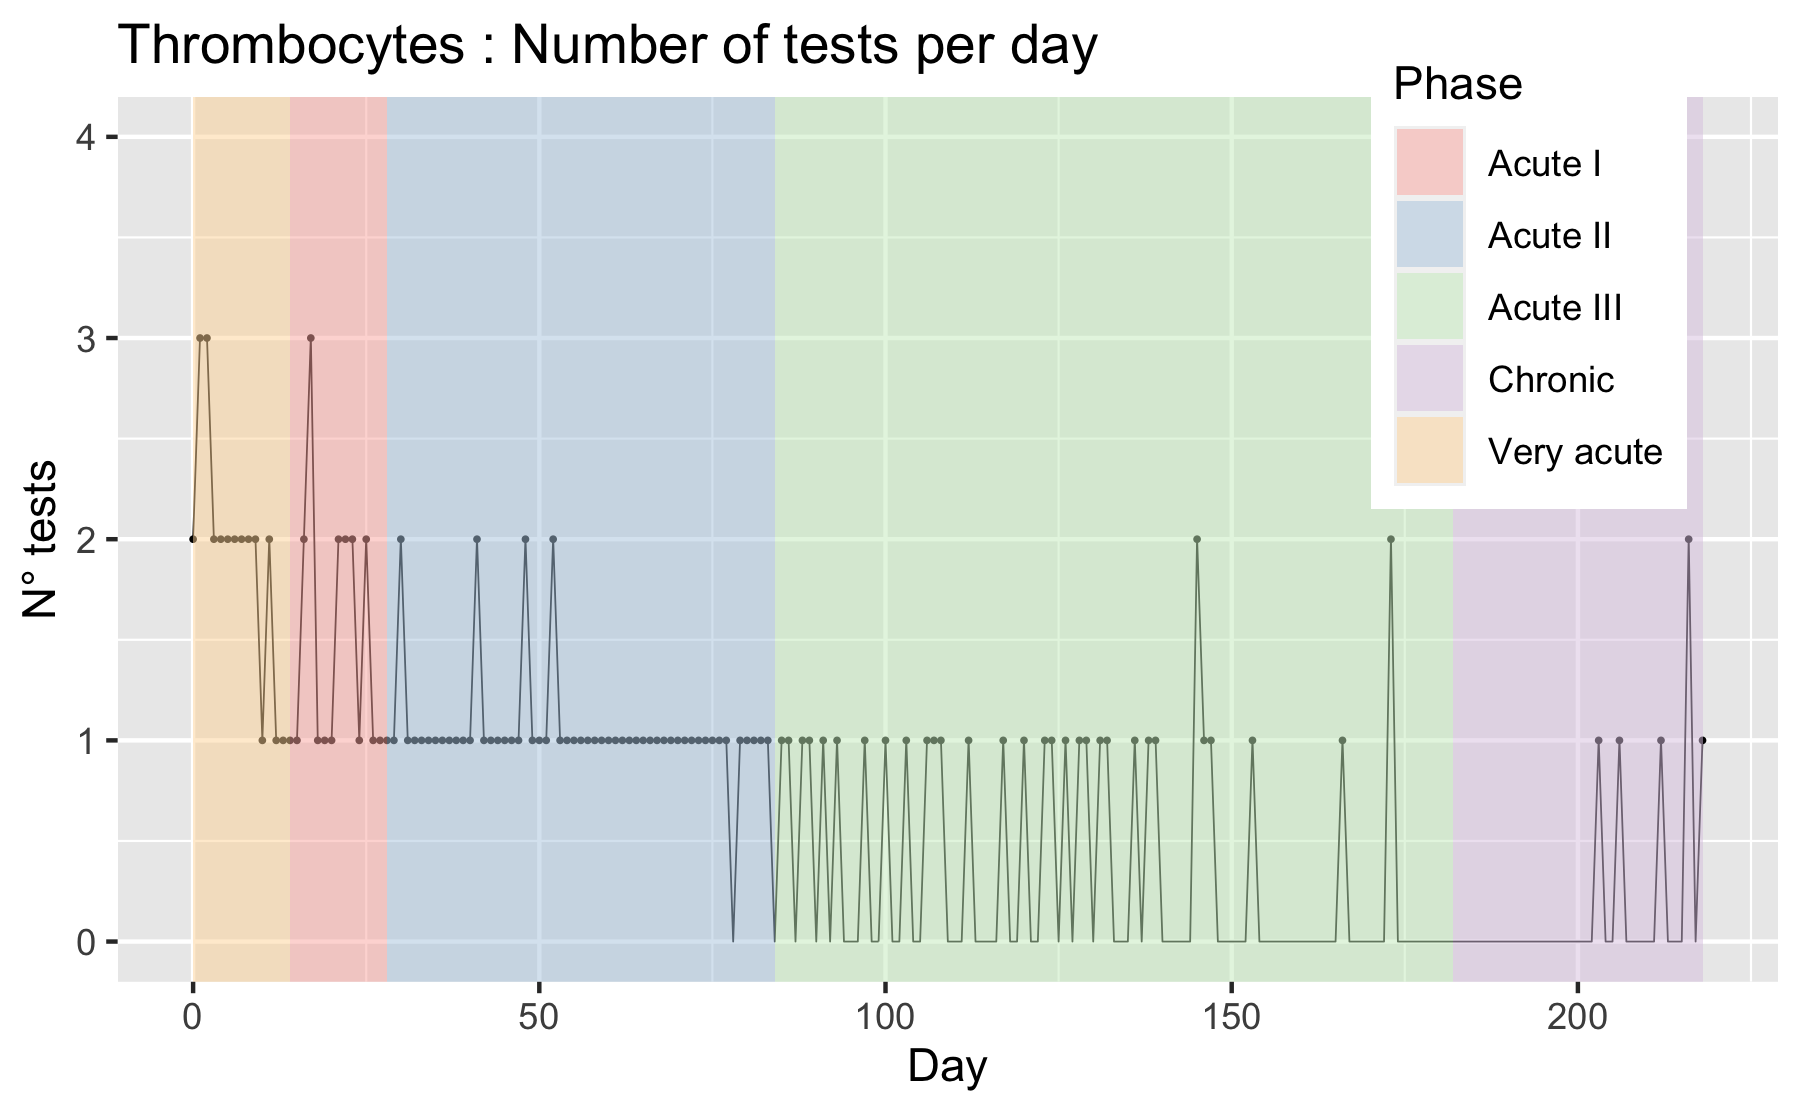 Thrombocytes : Number of tests per day
Phase
Acute I
Acute II
Acute III
Chronic
Very acute
N° tests
4
3
2
1
0
0 50 100 150 200
Day